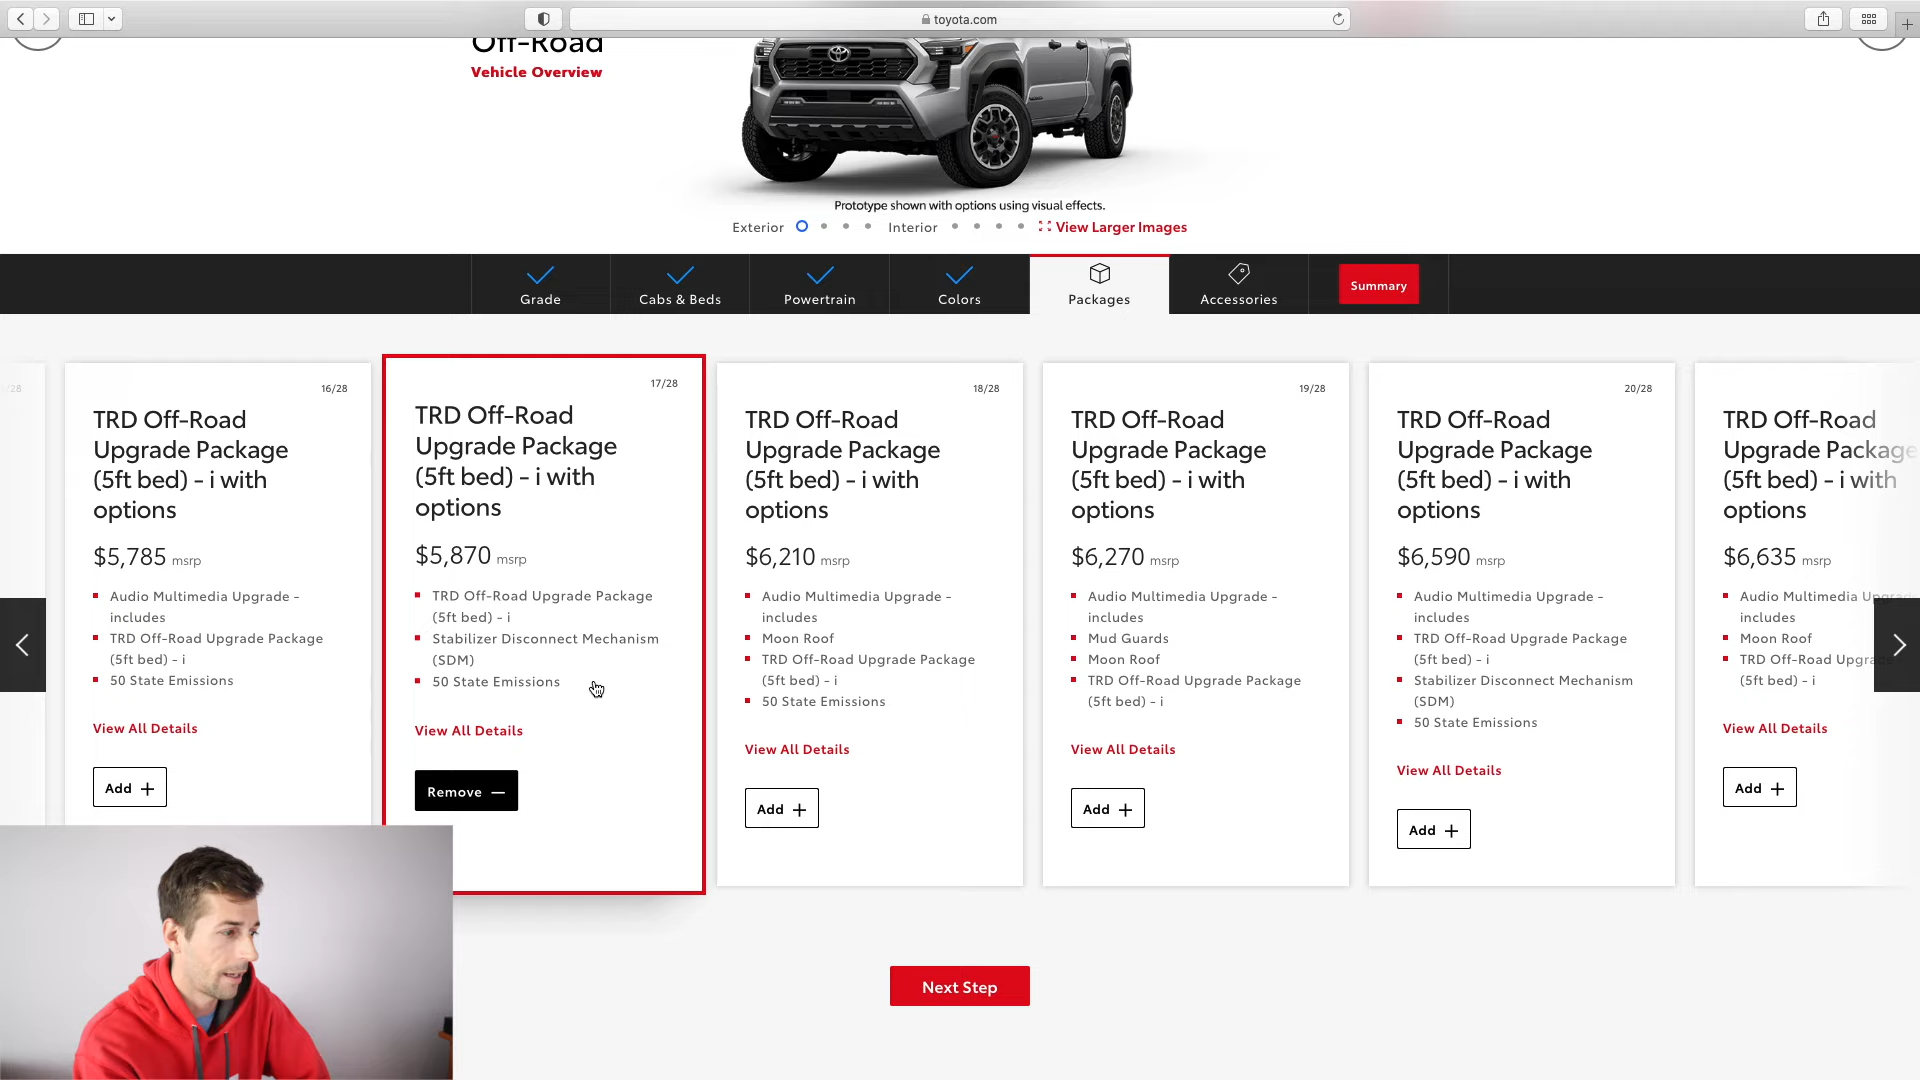 toyota.com
Off-Road
Vehicle Overview
Prototype shown with options using visual effects.
Exterior
Interior
View Larger Images
Grade
Cabs & Beds
Powertrain
Colors
Packages
Accessories
Summary
/28
16/28
TRD Off-Road
Upgrade Package
(5ft bed) - i with
options
$5,785 msrp
Audio Multimedia Upgrade -
includes
TRD Off-Road Upgrade Package
(5ft bed) - i
50 State Emissions
View All Details
Add +
17/28
TRD Off-Road
Upgrade Package
(5ft bed) - i with
options
$5,870 msrp
TRD Off-Road Upgrade Package
(5ft bed) - i
Stabilizer Disconnect Mechanism
(SDM)
50 State Emissions
View All Details
Remove —
18/28
TRD Off-Road
Upgrade Package
(5ft bed) - i with
options
$6,210 msrp
Audio Multimedia Upgrade -
includes
Moon Roof
TRD Off-Road Upgrade Package
(5ft bed) - i
50 State Emissions
View All Details
Add +
19/28
TRD Off-Road
Upgrade Package
(5ft bed) - i with
options
$6,270 msrp
Audio Multimedia Upgrade -
includes
Mud Guards
Moon Roof
TRD Off-Road Upgrade Package
(5ft bed) - i
View All Details
Add +
20/28
TRD Off-Road
Upgrade Package
(5ft bed) - i with
options
$6,590 msrp
Audio Multimedia Upgrade -
includes
TRD Off-Road Upgrade Package
(5ft bed) - i
Stabilizer Disconnect Mechanism
(SDM)
50 State Emissions
View All Details
Add +
TRD Off-Road
Upgrade Package
(5ft bed) - i with
options
$6,635 msrp
Audio Multimedia Upgrade
includes
Moon Roof
TRD Off-Road Upgrade
(5ft bed) - i
View All Details
Add +
Next Step